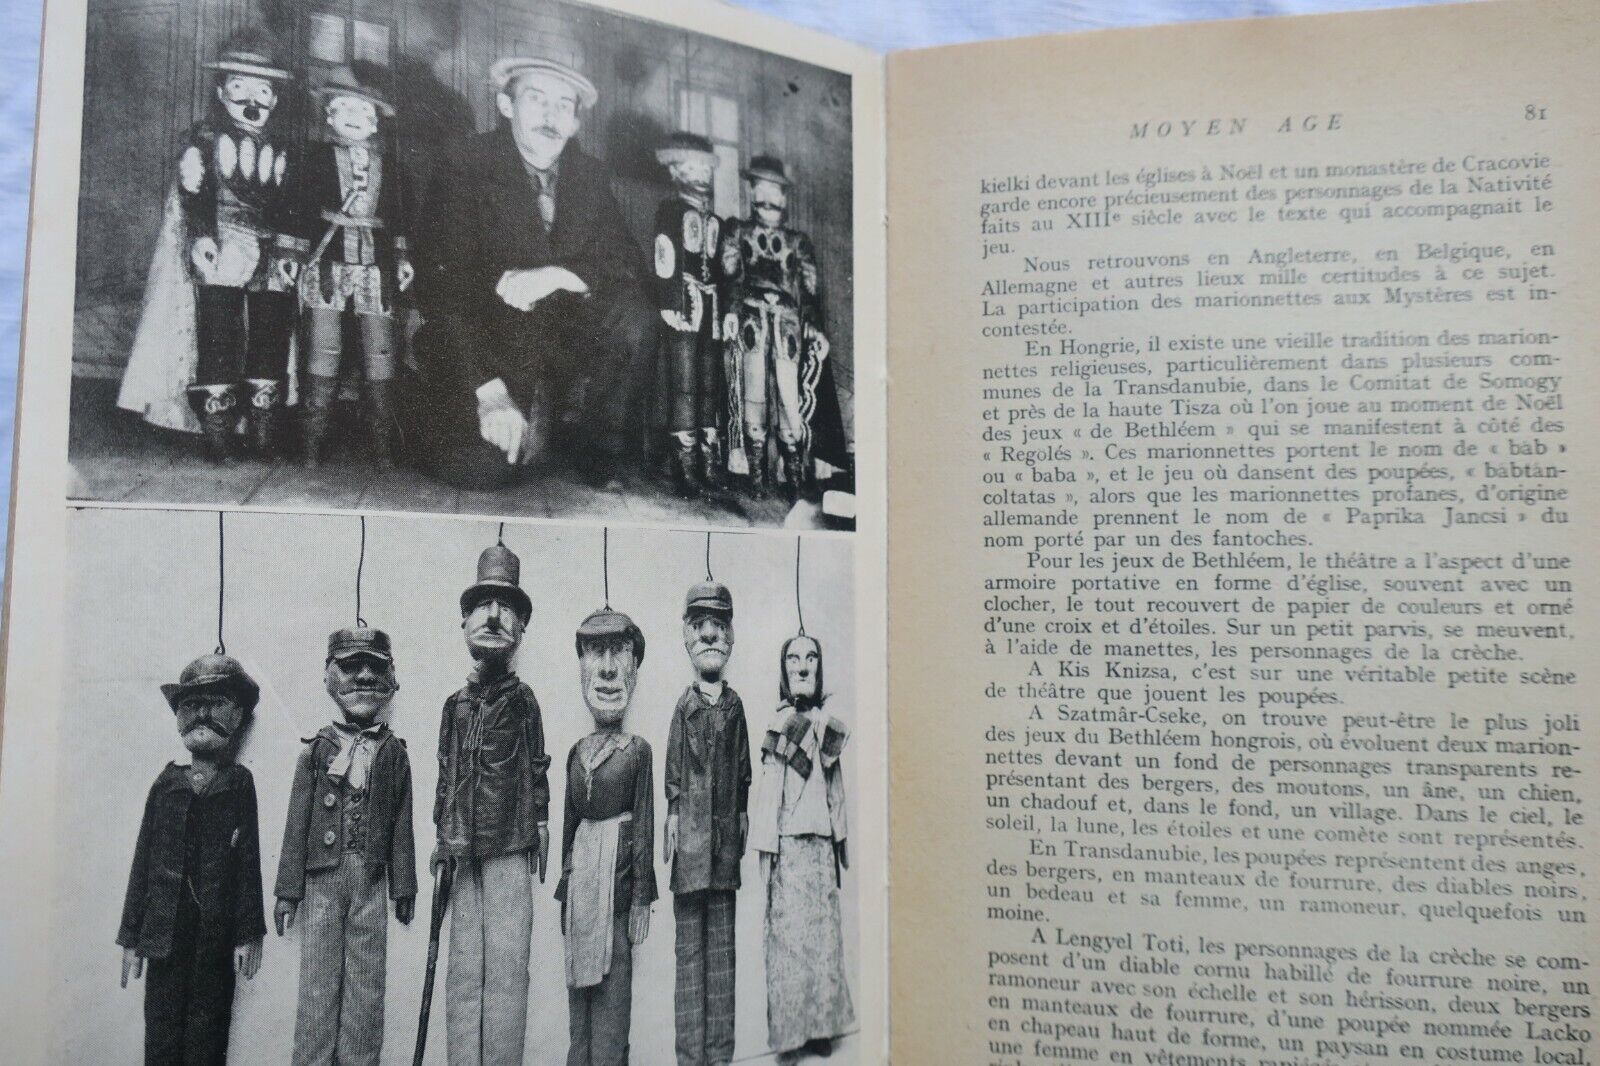 MOYEN AGE 81
kielki devant les églises à Noël et un monastère de Cracovie
garde encore précieusement des personnages de la Nativité
faits au XIIIe siècle avec le texte qui accompagnait le
jeu.
Nous retrouvons en Angleterre, en Belgique, en
Allemagne et autres lieux mille certitudes à ce sujet.
La participation des marionnettes aux Mystères est in-
contestée.
En Hongrie, il existe une vieille tradition des marion-
nettes religieuses, particulièrement dans plusieurs com-
munes de la Transdanubie, dans le Comitat de Somogy
et près de la haute Tisza où l'on joue au moment de Noël
des jeux « de Bethléem » qui se manifestent à côté des
« Regolés ». Ces marionnettes portent le nom de « báb »
ou « baba », et le jeu où dansent des poupées, « bábtán-
coltatas », alors que les marionnettes profanes, d'origine
allemande prennent le nom de « Paprika Jancsi » du
nom porté par un des fantoches.
Pour les jeux de Bethléem, le théâtre a l'aspect d'une
armoire portative en forme d'église, souvent avec un
clocher, le tout recouvert de papier de couleurs et orné
d'une croix et d'étoiles. Sur un petit parvis, se meuvent,
à l'aide de manettes, les personnages de la crèche.
A Kis Knizsa, c'est sur une véritable petite scène
de théâtre que jouent les poupées.
A Szatmâr-Cseke, on trouve peut-être le plus joli
des jeux du Bethléem hongrois, où évoluent deux marion-
nettes devant un fond de personnages transparents re-
présentant des bergers, des moutons, un âne, un chien,
un chadouf et, dans le fond, un village. Dans le ciel, le
soleil, la lune, les étoiles et une comète sont représentés.
En Transdanubie, les poupées représentent des anges,
des bergers, en manteaux de fourrure, des diables noirs,
un bedeau et sa femme, un ramoneur, quelquefois un
moine.
A Lengyel Toti, les personnages de la crèche se com-
posent d'un diable cornu habillé de fourrure noire, un
ramoneur avec son échelle et son hérisson, deux bergers
en manteaux de fourrure, d'une poupée nommée Lacko
en chapeau haut de forme, un paysan en costume local,
une femme en vêtements